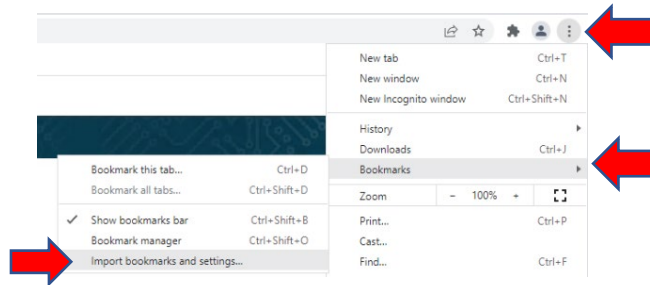 New tab Ctrl+T
New window Ctrl+N
New Incognito window Ctrl+Shift+N
History
Downloads Ctrl+J
Bookmarks
Zoom - 100% +
Print... Ctrl+P
Cast...
Find... Ctrl+F
Bookmark this tab... Ctrl+D
Bookmark all tabs... Ctrl+Shift+D
Show bookmarks bar Ctrl+Shift+B
Bookmark manager Ctrl+Shift+O
Import bookmarks and settings...